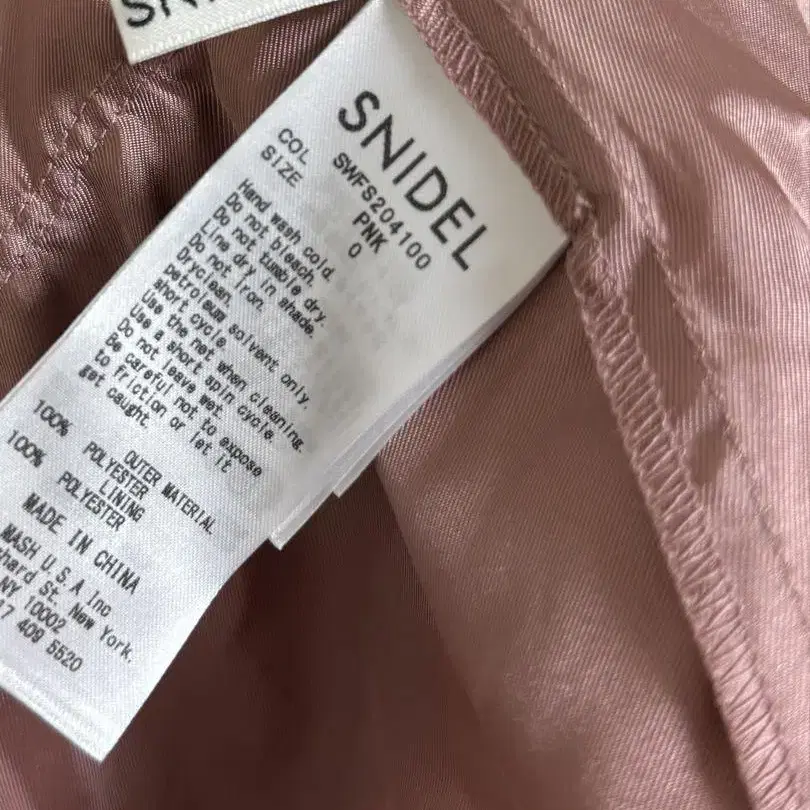 SNIDEL
SWFS204100
COL PNK
SIZE 0
Hand wash cold.
Do not bleach.
Do not tumble dry.
Line dry in shade.
Do not iron.
Dryclean,
petroleum solvent only.
short cycle.
Use the net when cleaning.
Use a short spin cycle.
Do not leave wet.
Be careful not to expose
to friction or let it
get caught
OUTER MATERIAL
100% POLYESTER
LINING
100% POLYESTER
MADE IN CHINA
MASH U.S.A Inc
St. New York.
NY 10002
409 5520